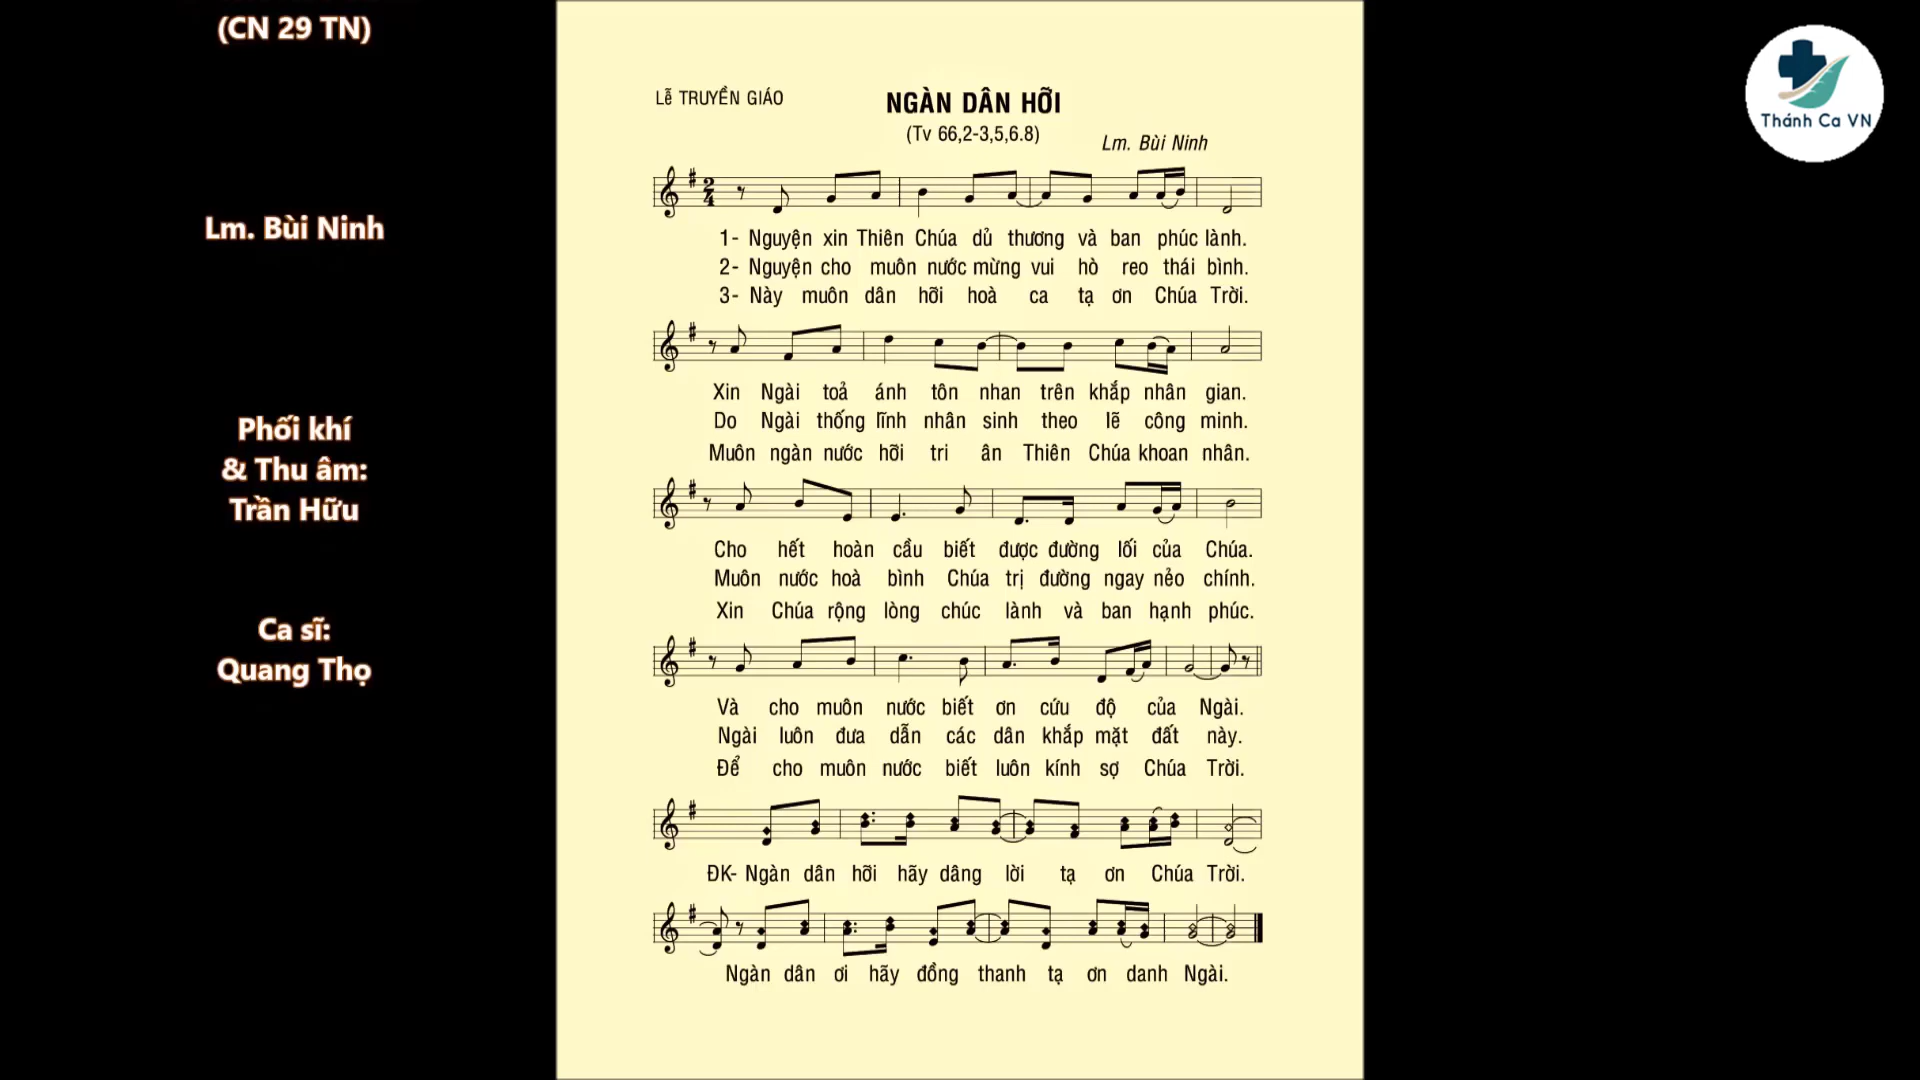 (CN 29 TN)
Lm. Bùi Ninh
Phối khí
& Thu âm:
Trần Hữu
Ca sĩ:
Quang Thọ
Thánh Ca VN
Lễ TRUYỀN GIÁO
NGÀN DÂN HỠI
(Tv 66,2-3,5,6.8)
Lm. Bùi Ninh
1- Nguyện xin Thiên Chúa dủ thương và ban phúc lành.
2- Nguyện cho muôn nước mừng vui hò reo thái bình.
3- Này muôn dân hỡi hoà ca tạ ơn Chúa Trời.
Xin Ngài toả ánh tôn nhan trên khắp nhân gian.
Do Ngài thống lĩnh nhân sinh theo lẽ công minh.
Muôn ngàn nước hỡi tri ân Thiên Chúa khoan nhân.
Cho hết hoàn cầu biết được đường lối của Chúa.
Muôn nước hoà bình Chúa trị đường ngay nẻo chính.
Xin Chúa rộng lòng chúc lành và ban hạnh phúc.
Và cho muôn nước biết ơn cứu độ của Ngài.
Ngài luôn đưa dẫn các dân khắp mặt đất này.
Để cho muôn nước biết luôn kính sợ Chúa Trời.
ĐK- Ngàn dân hỡi hãy dâng lời tạ ơn Chúa Trời.
Ngàn dân ơi hãy đồng thanh tạ ơn danh Ngài.